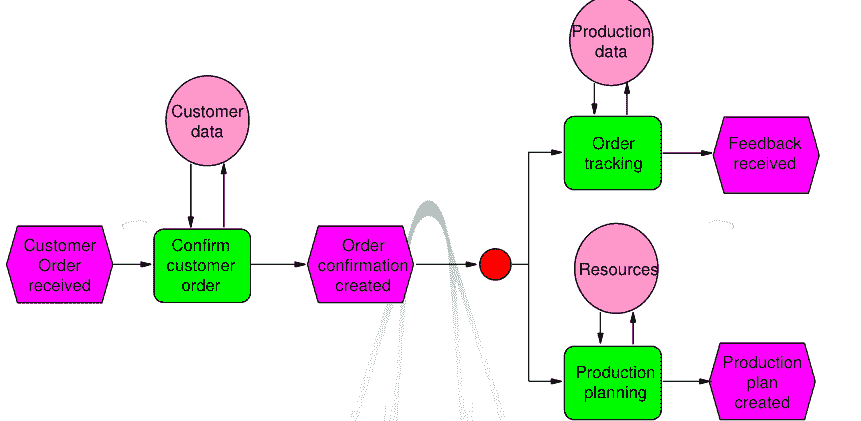 Customer
data
Customer
Order
received
Confirm
customer
order
Order
confirmation
created
Production
data
Order
tracking
Feedback
received
Resources
Production
planning
Production
plan
created